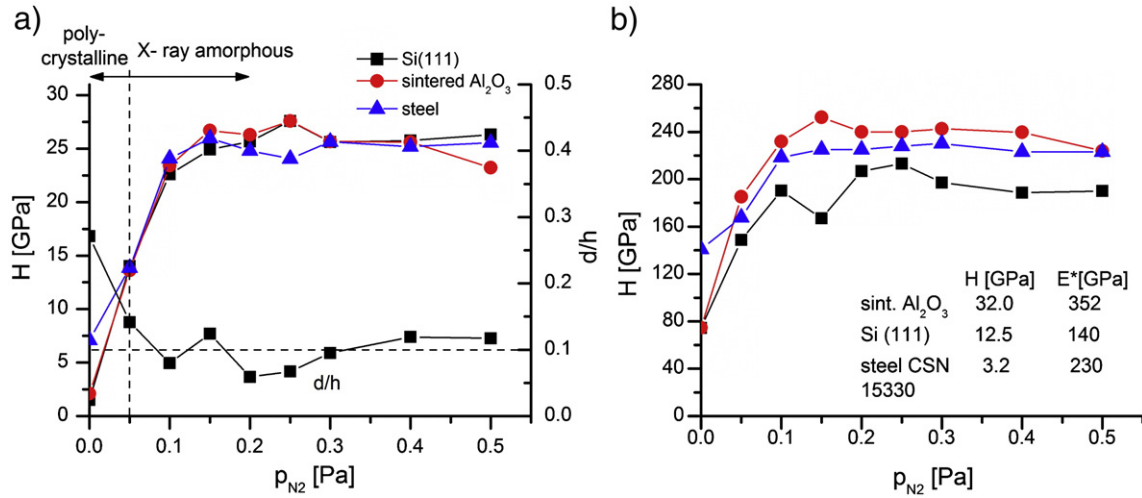 a)
poly-
crystalline
X- ray amorphous
Si(111)
sintered Al₂O₃
steel
30
25
20
15
10
5
0
H [GPa]
0.5
0.4
0.3
0.2
0.1
0.0
d/h
d/h
0.0 0.1 0.2 0.3 0.4 0.5
pN2 [Pa]
b)
280
240
200
160
120
80
40
0
H [GPa]
H [GPa] E*[GPa]
sint. Al₂O₃ 32.0 352
Si (111) 12.5 140
steel CSN 3.2 230
15330
0.0 0.1 0.2 0.3 0.4 0.5
pN2 [Pa]